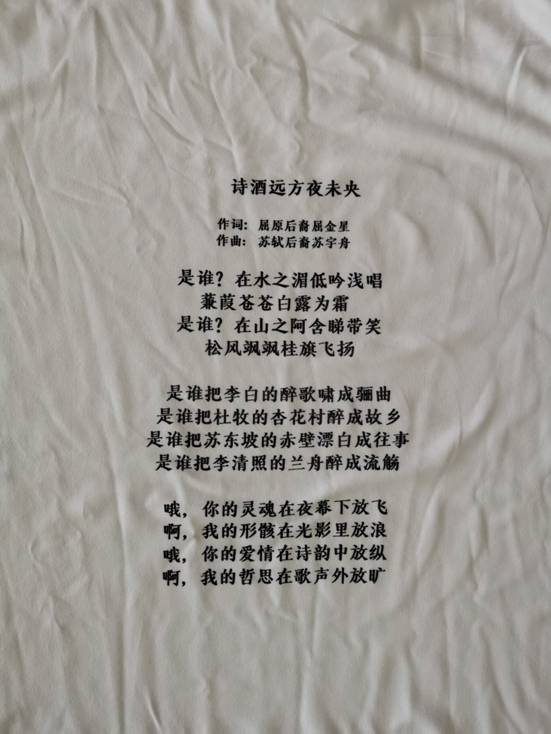 诗酒远方夜未央
作词：屈原后裔屈金星
作曲：苏轼后裔苏宇舟
是谁？在水之湄低吟浅唱
蒹葭苍苍白露为霜
是谁？在山之阿含睇带笑
松风飒飒桂旗飞扬
是谁把李白的醉歌啸成骊曲
是谁把杜牧的杏花村醉成故乡
是谁把苏东坡的赤壁漂白成往事
是谁把李清照的兰舟醉成流觞
哦，你的灵魂在夜幕下放飞
啊，我的形骸在光影里放浪
哦，你的爱情在诗韵中放纵
啊，我的哲思在歌声外放旷